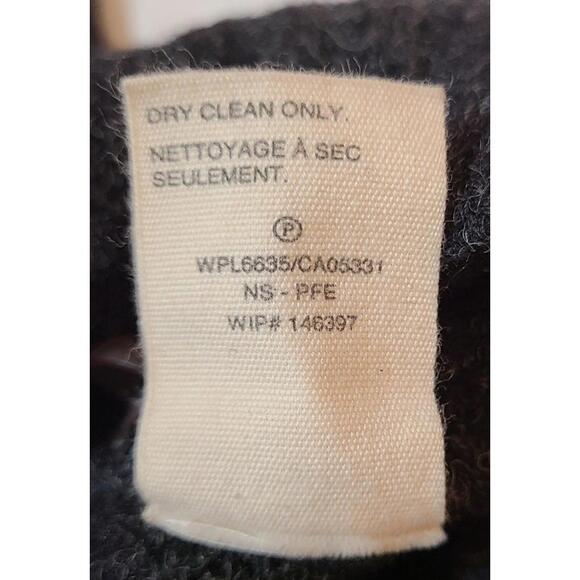 DRY CLEAN ONLY.
NETTOYAGE À SEC
SEULEMENT.
Ⓟ
WPL6635/CA05331
NS - PFE
WIP# 146397